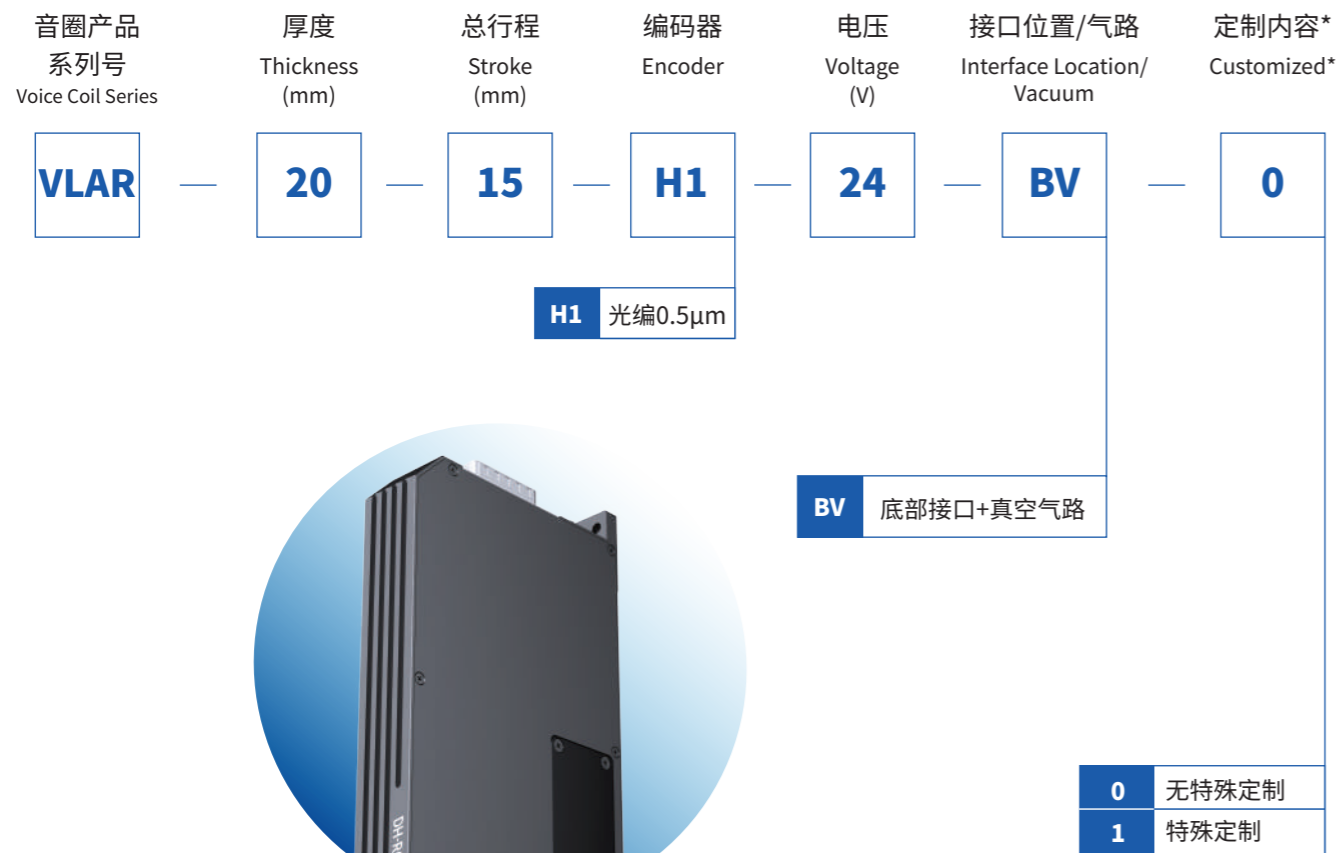 音圈产品
系列号
Voice Coil Series
厚度
Thickness
(mm)
总行程
Stroke
(mm)
编码器
Encoder
电压
Voltage
(V)
接口位置/气路
Interface Location/
Vacuum
定制内容*
Customized*
VLAR — 20 — 15 — H1 — 24 — BV — 0
H1 光编0.5μm
BV 底部接口+真空气路
0 无特殊定制
1 特殊定制